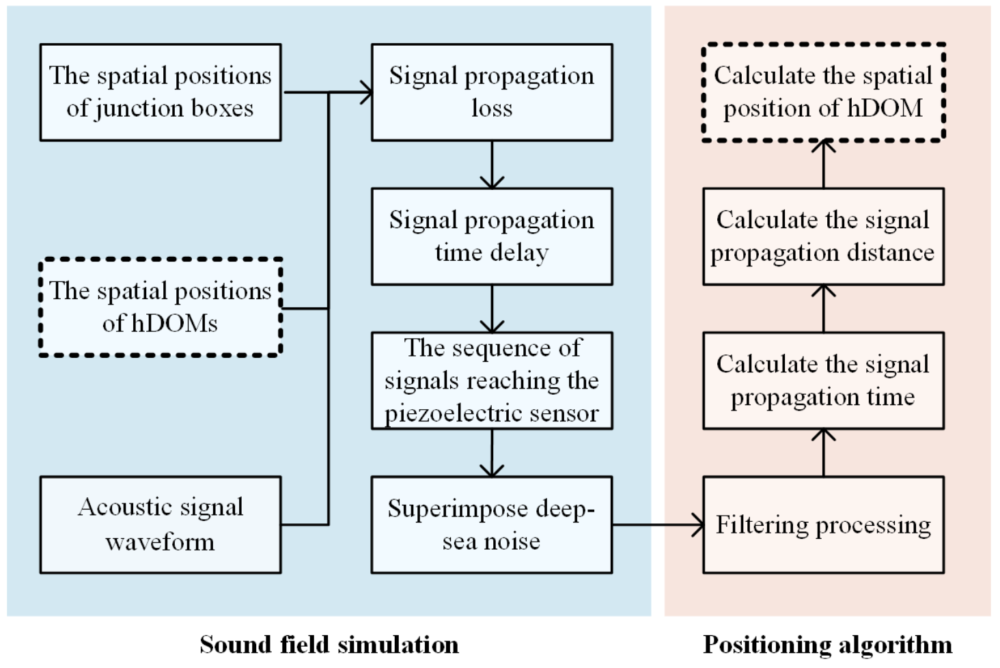 The spatial positions
of junction boxes
The spatial positions
of hDOMs
Acoustic signal
waveform
Signal propagation
loss
Signal propagation
time delay
The sequence of
signals reaching the
piezoelectric sensor
Superimpose deep-
sea noise
Calculate the spatial
position of hDOM
Calculate the signal
propagation distance
Calculate the signal
propagation time
Filtering processing
Sound field simulation
Positioning algorithm